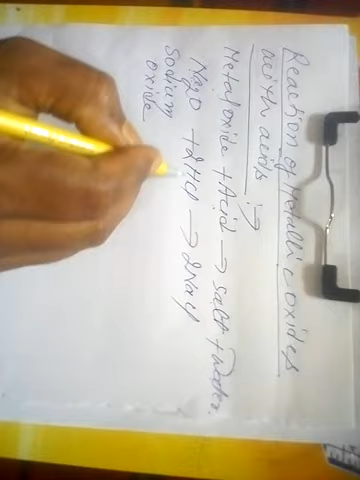 Reaction of Metallic oxides
with acids :→
Metal oxide + Acid → salt + water.
Na2O + 2HCl → 2NaCl
Sodium
oxide